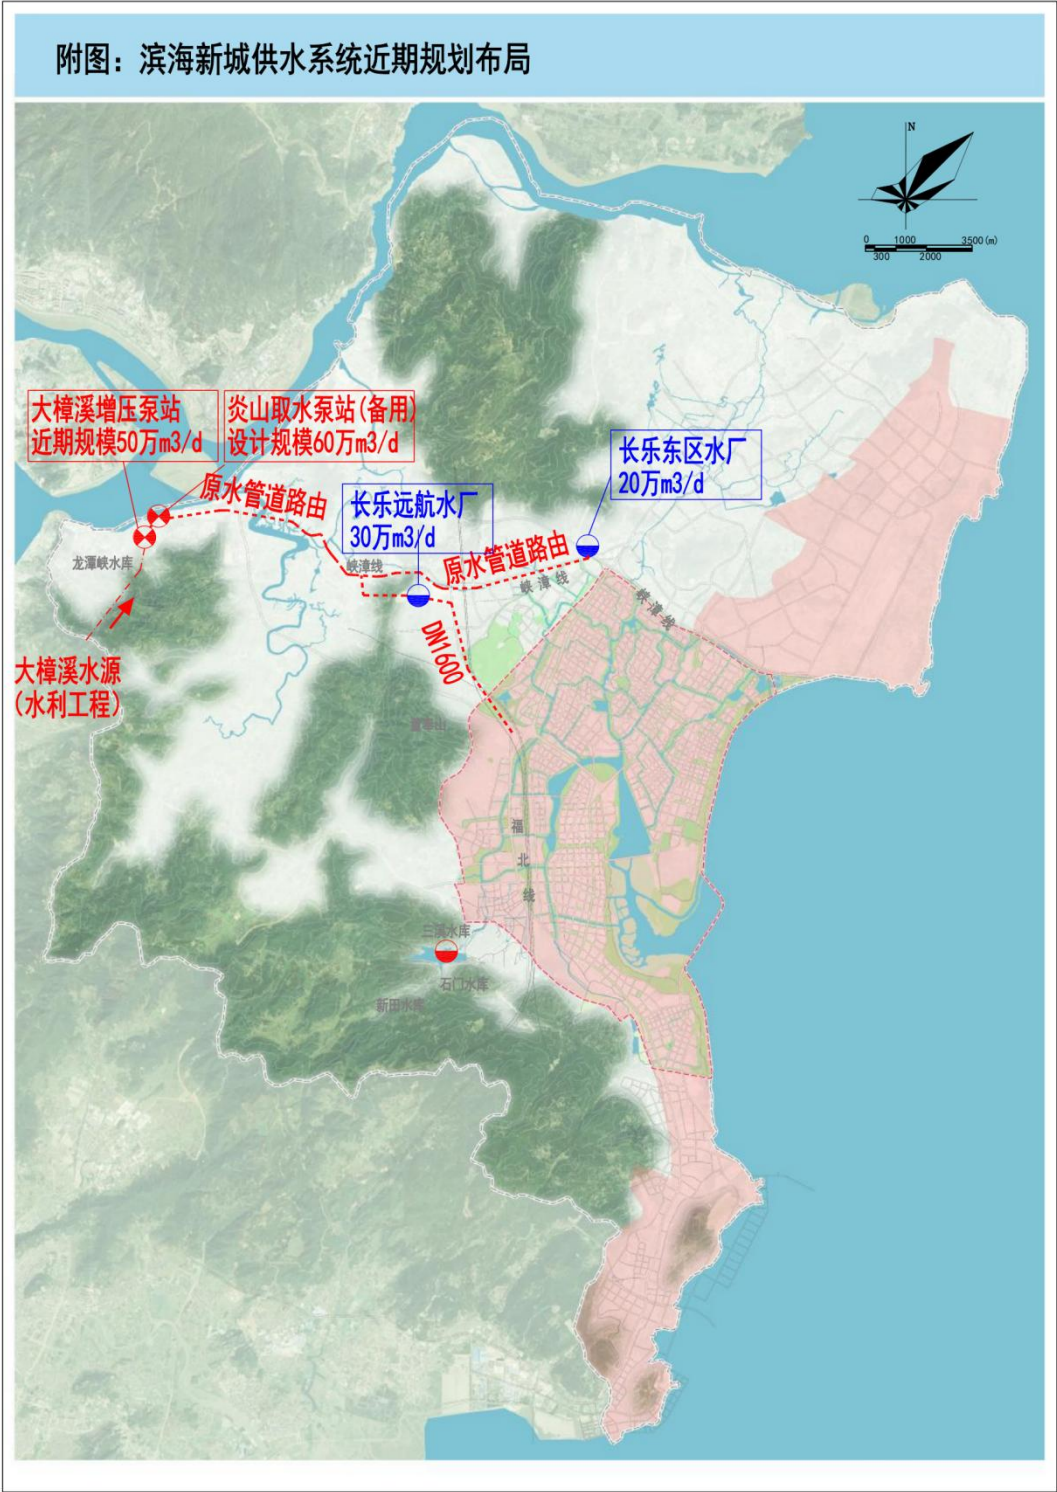 附图：滨海新城供水系统近期规划布局
N
0 1000 3500(m)
300 2000
大樟溪增压泵站
近期规模50万m3/d
炎山取水泵站(备用)
设计规模60万m3/d
长乐东区水厂
20万m3/d
原水管道路由
长乐远航水厂
30万m3/d
原水管道路由
龙潭峡水库
峡漳线
峡漳线
峡漳线
DN1600
大樟溪水源
(水利工程)
福北线
三溪水库
石门水库
新田水库